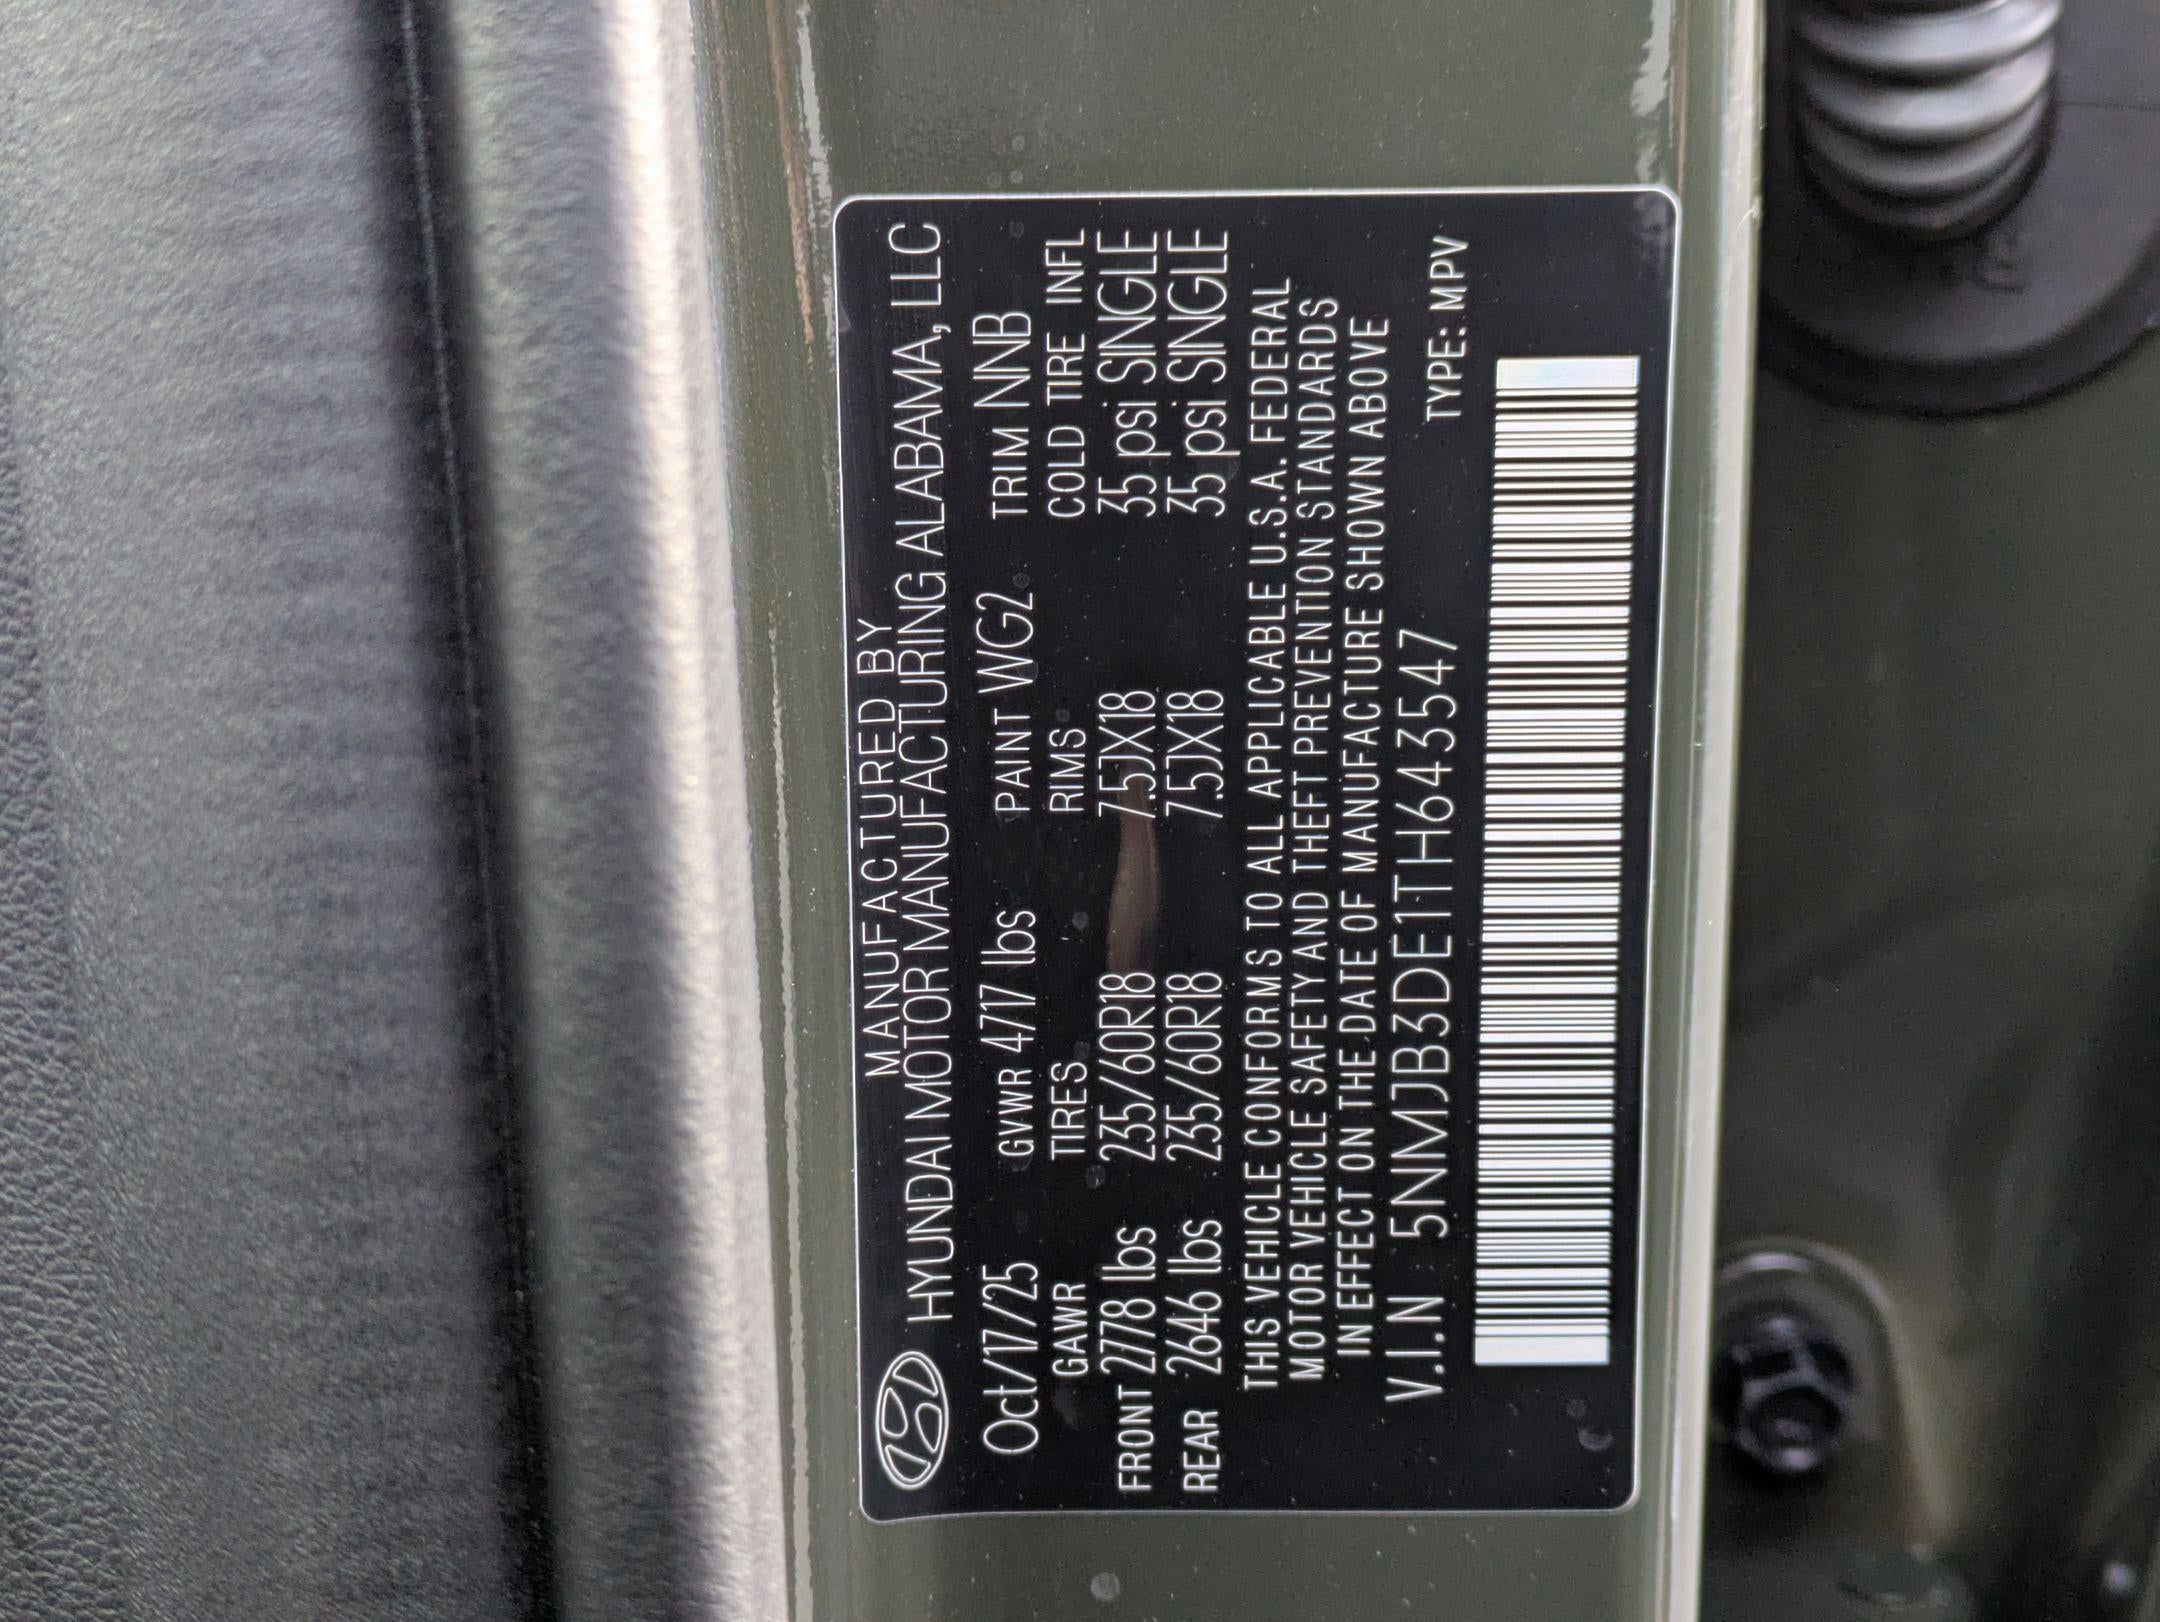 MANUFACTURED BY
HYUNDAI MOTOR MANUFACTURING ALABAMA, LLC
Oct/17/25 GVWR 4717 lbs PAINT WG2 TRIM NNB
GAWR TIRES RIMS COLD TIRE INFL
FRONT 2778 lbs 235/60R18 7.5JX18 35 psi SINGLE
REAR 2646 lbs 235/60R18 7.5JX18 35 psi SINGLE
THIS VEHICLE CONFORMS TO ALL APPLICABLE U.S.A. FEDERAL
MOTOR VEHICLE SAFETY AND THEFT PREVENTION STANDARDS
IN EFFECT ON THE DATE OF MANUFACTURE SHOWN ABOVE
V.I.N 5NMJB3DE1TH643547 TYPE: MPV